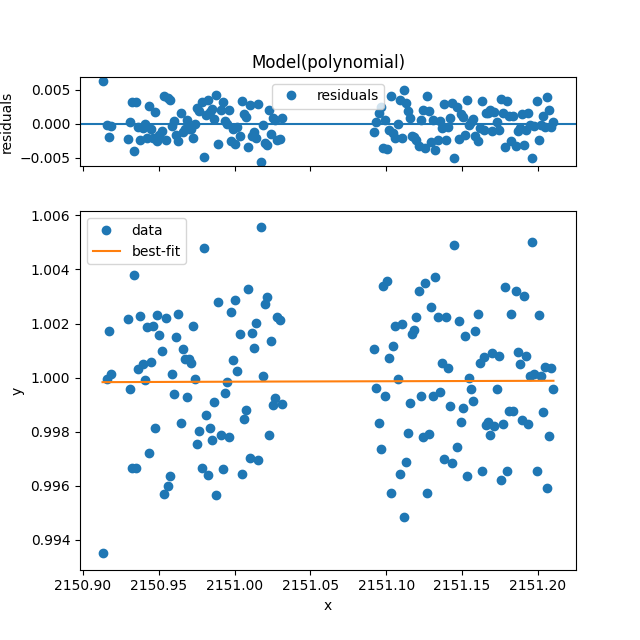 Model(polynomial)
residuals
0.005
0.000
−0.005
residuals
1.006
1.004
1.002
1.000
0.998
0.996
0.994
y
data
best-fit
2150.90 2150.95 2151.00 2151.05 2151.10 2151.15 2151.20
x